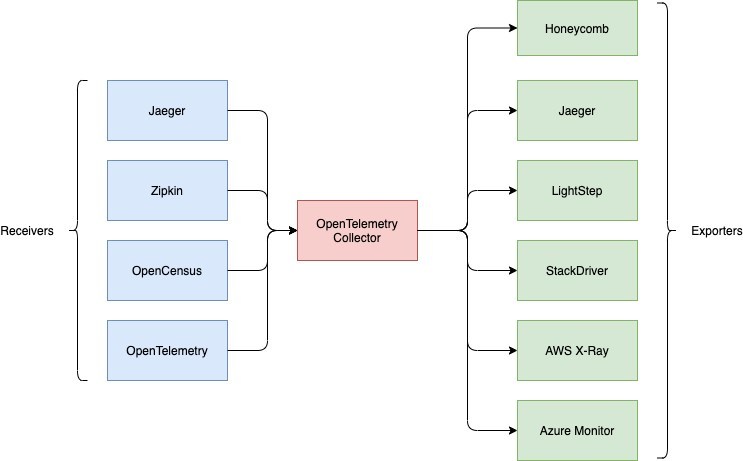 Receivers
Jaeger
Zipkin
OpenCensus
OpenTelemetry
OpenTelemetry
Collector
Honeycomb
Jaeger
LightStep
StackDriver
AWS X-Ray
Azure Monitor
Exporters